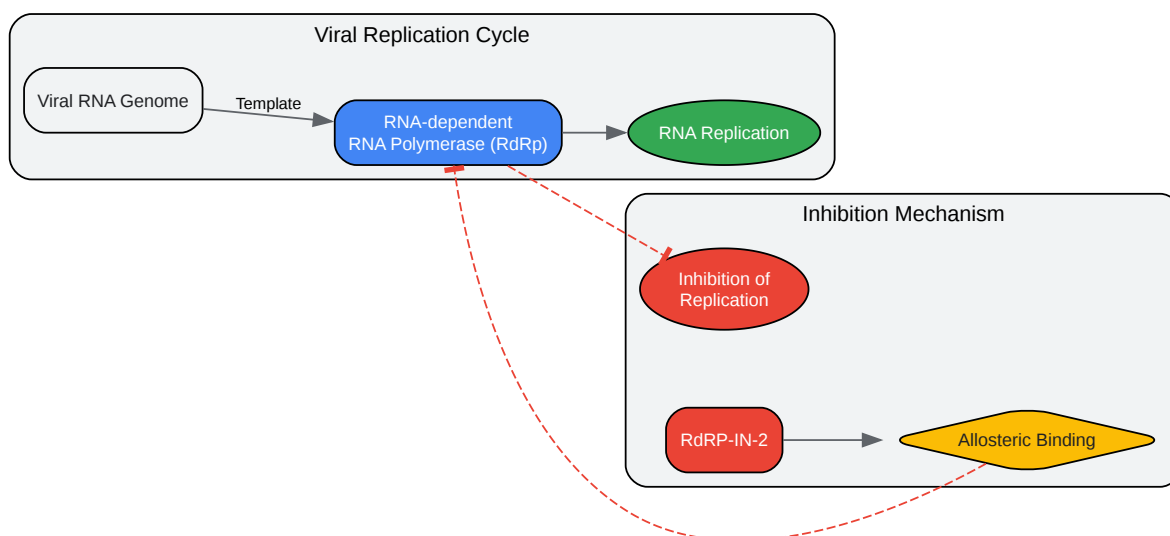 Viral Replication Cycle
Viral RNA Genome
Template
RNA-dependent
RNA Polymerase (RdRp)
RNA Replication
Inhibition Mechanism
Inhibition of
Replication
RdRP-IN-2
Allosteric Binding